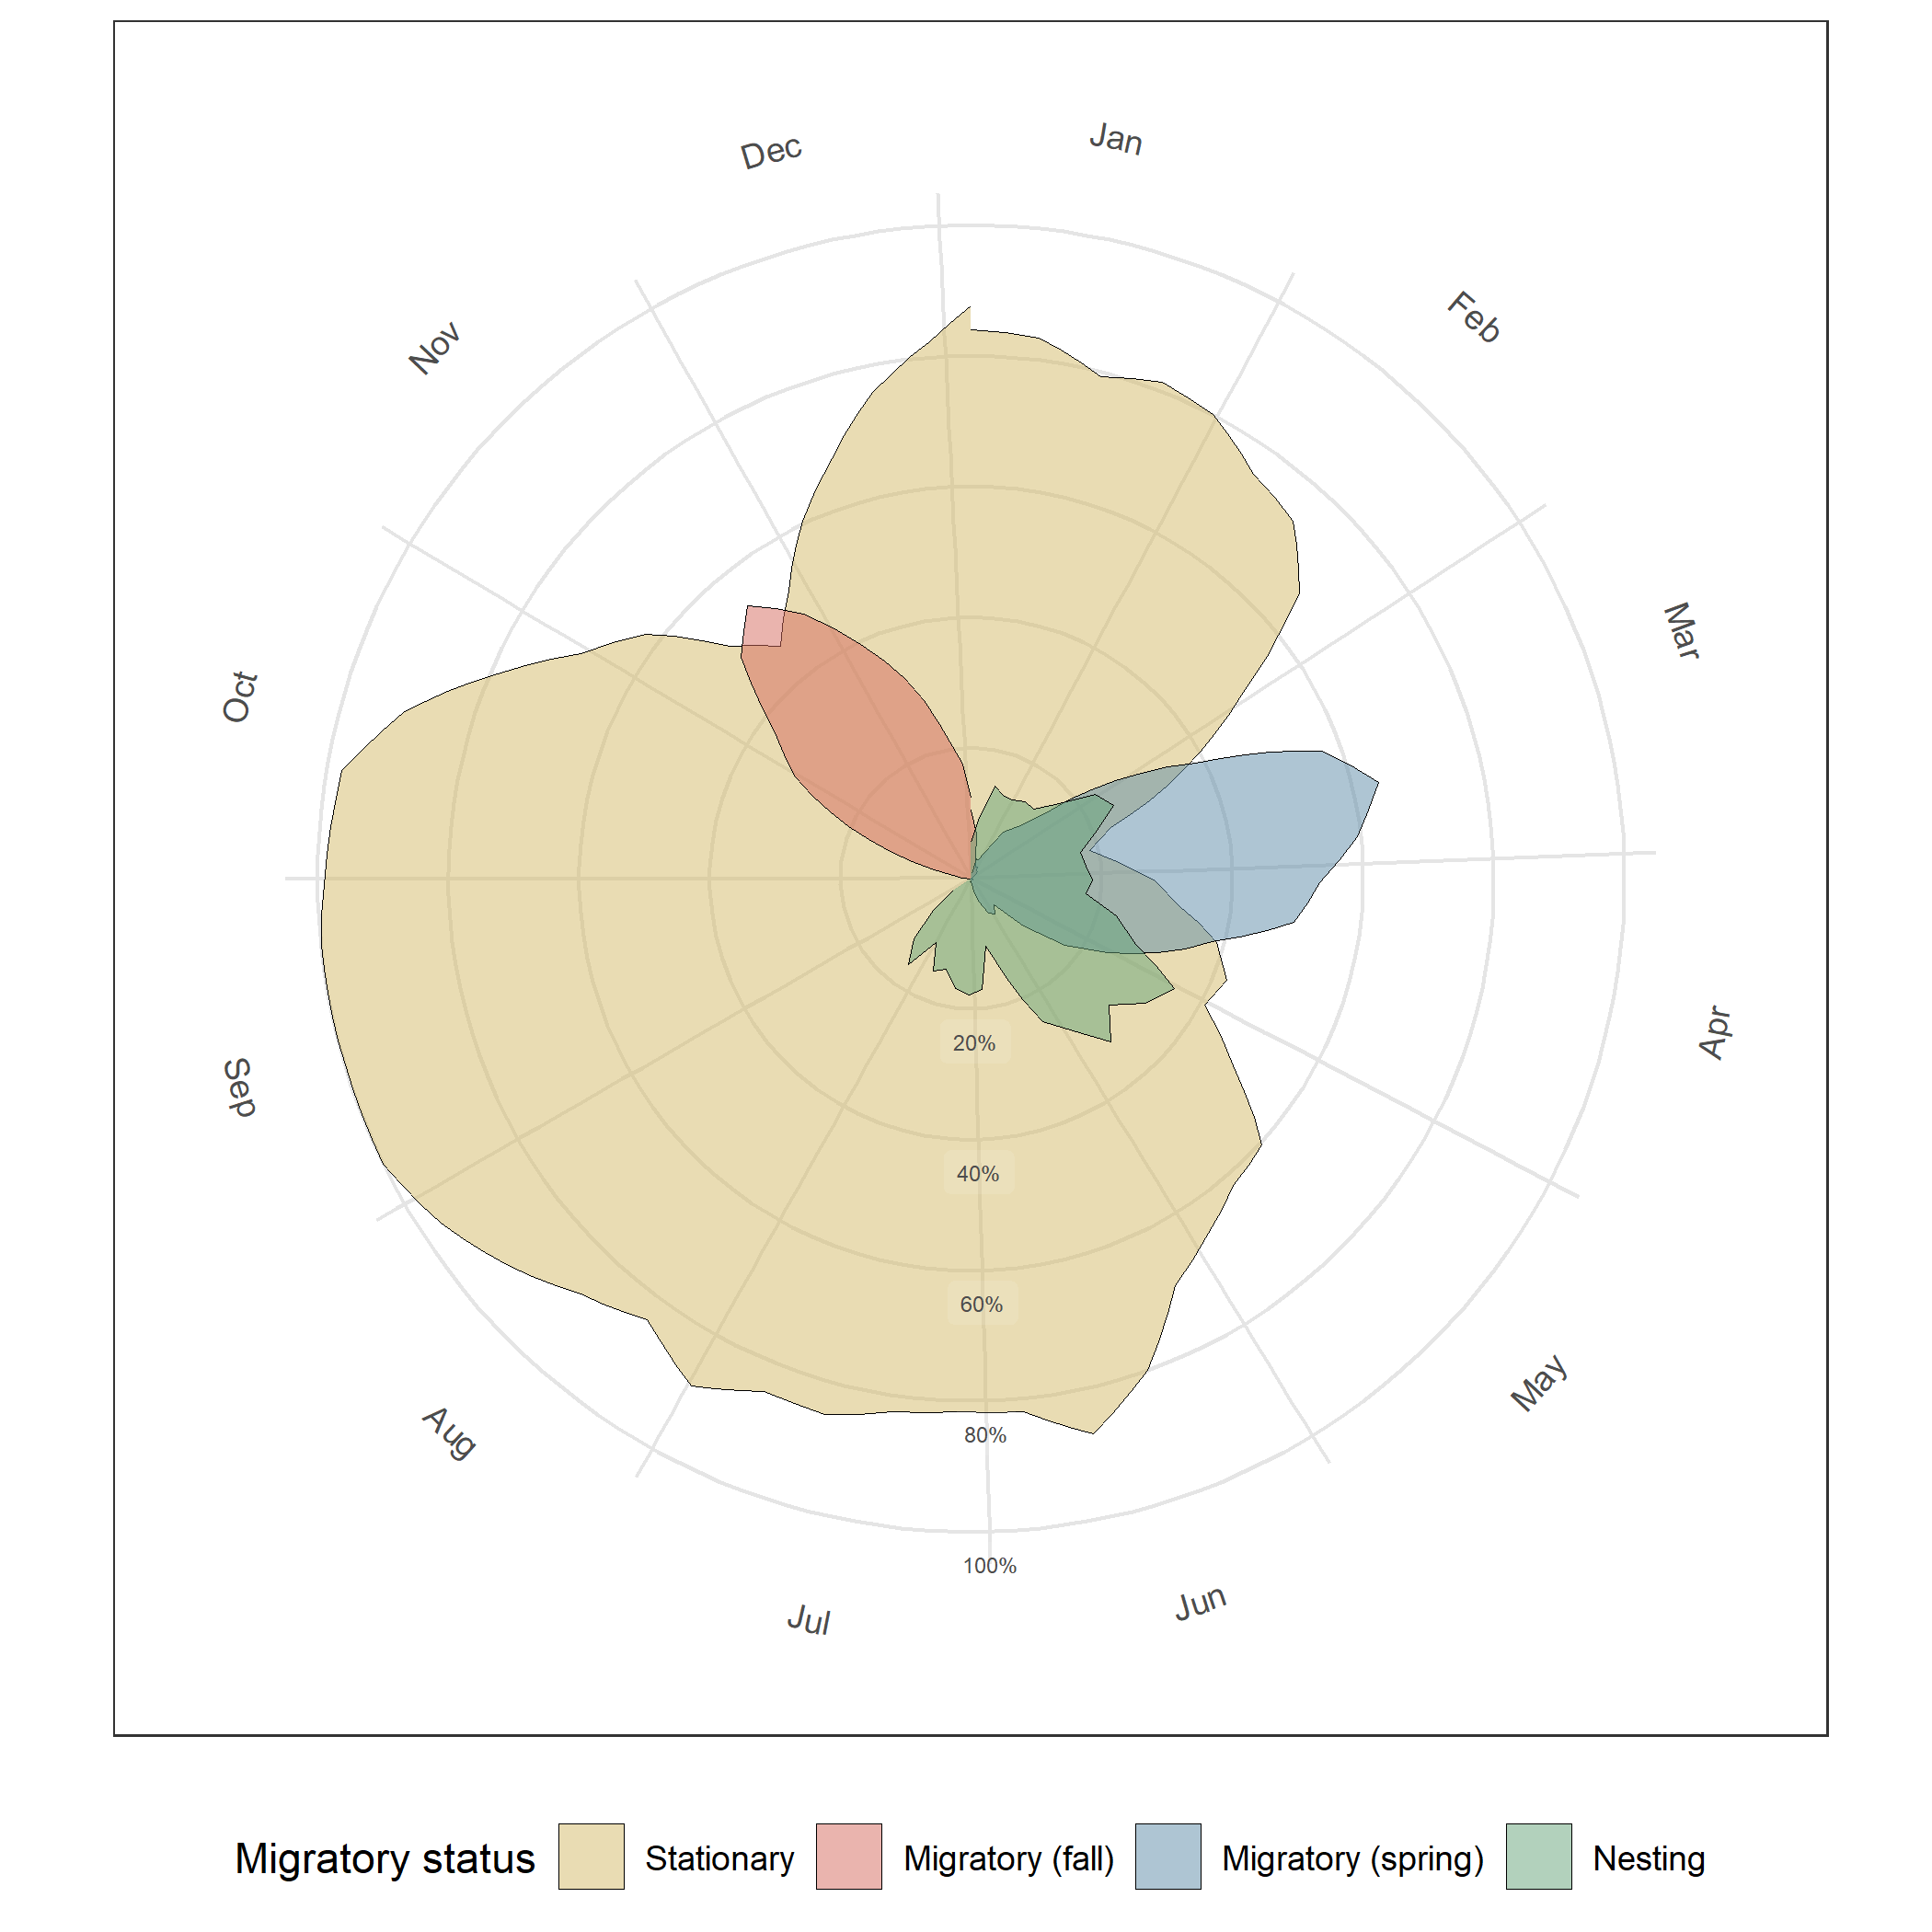 Jan
Feb
Mar
Apr
May
Jun
Jul
Aug
Sep
Oct
Nov
Dec
20%
40%
60%
80%
100%
Migratory status Stationary Migratory (fall) Migratory (spring) Nesting